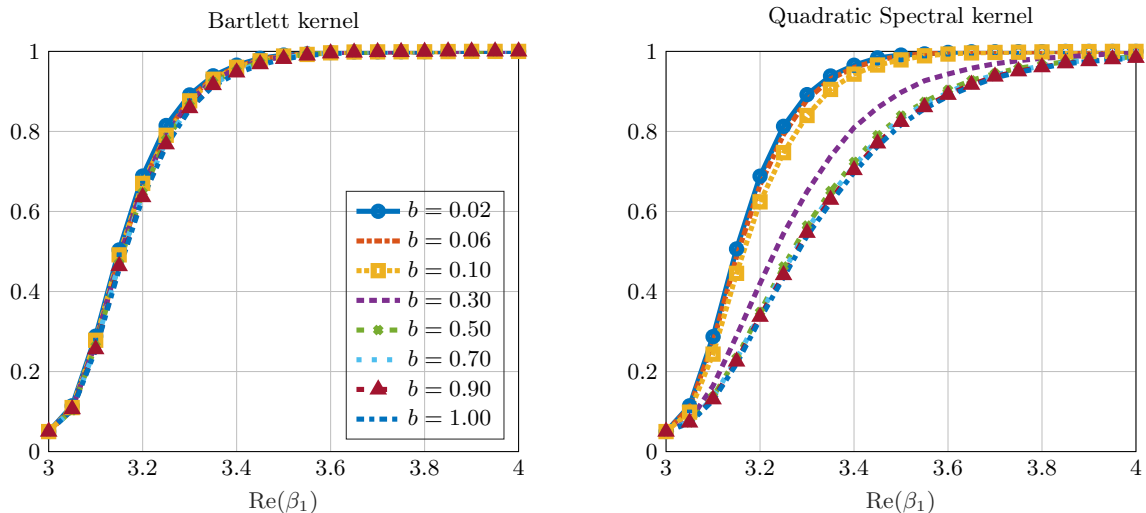 Bartlett kernel
1
0.8
0.6
0.4
0.2
0
3
3.2
3.4
3.6
3.8
4
Re(β₁)
b = 0.02
b = 0.06
b = 0.10
b = 0.30
b = 0.50
b = 0.70
b = 0.90
b = 1.00
Quadratic Spectral kernel
1
0.8
0.6
0.4
0.2
0
3
3.2
3.4
3.6
3.8
4
Re(β₁)